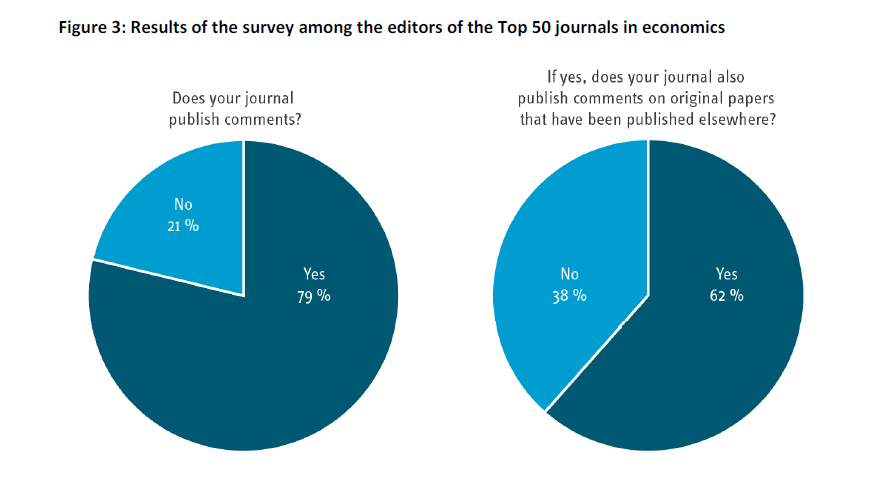 Figure 3: Results of the survey among the editors of the Top 50 journals in economics
Does your journal
publish comments?
No
21 %
Yes
79 %
If yes, does your journal also
publish comments on original papers
that have been published elsewhere?
No
38 %
Yes
62 %